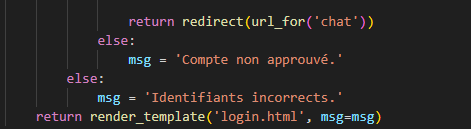 return redirect(url_for('chat'))
else:
msg = 'Compte non approuvé.'
else:
msg = 'Identifiants incorrects.'
return render_template('login.html', msg=msg)